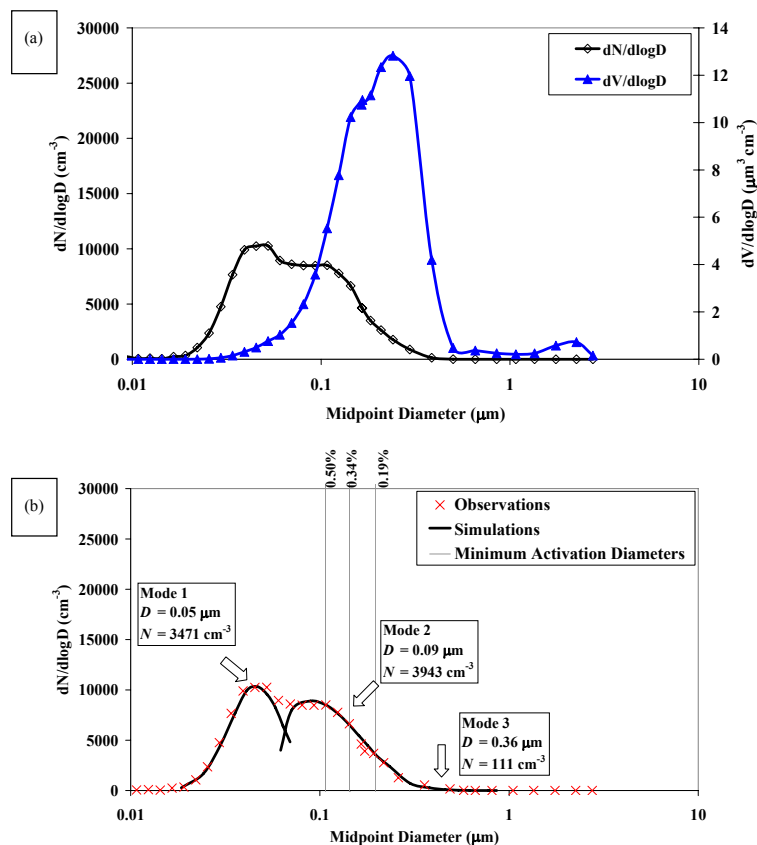 (a)
30000
25000
20000
15000
10000
5000
0
dN/dlogD (cm-3)
dN/dlogD
dV/dlogD
14
12
10
8
6
4
2
0
dV/dlogD (μm3 cm-3)
0.01
0.1
1
10
Midpoint Diameter (μm)
(b)
0.50%
0.34%
0.19%
30000
25000
20000
15000
10000
5000
0
dN/dlogD (cm-3)
Observations
Simulations
Minimum Activation Diameters
Mode 1
D = 0.05 μm
N = 3471 cm-3
Mode 2
D = 0.09 μm
N = 3943 cm-3
Mode 3
D = 0.36 μm
N = 111 cm-3
0.01
0.1
1
10
Midpoint Diameter (μm)